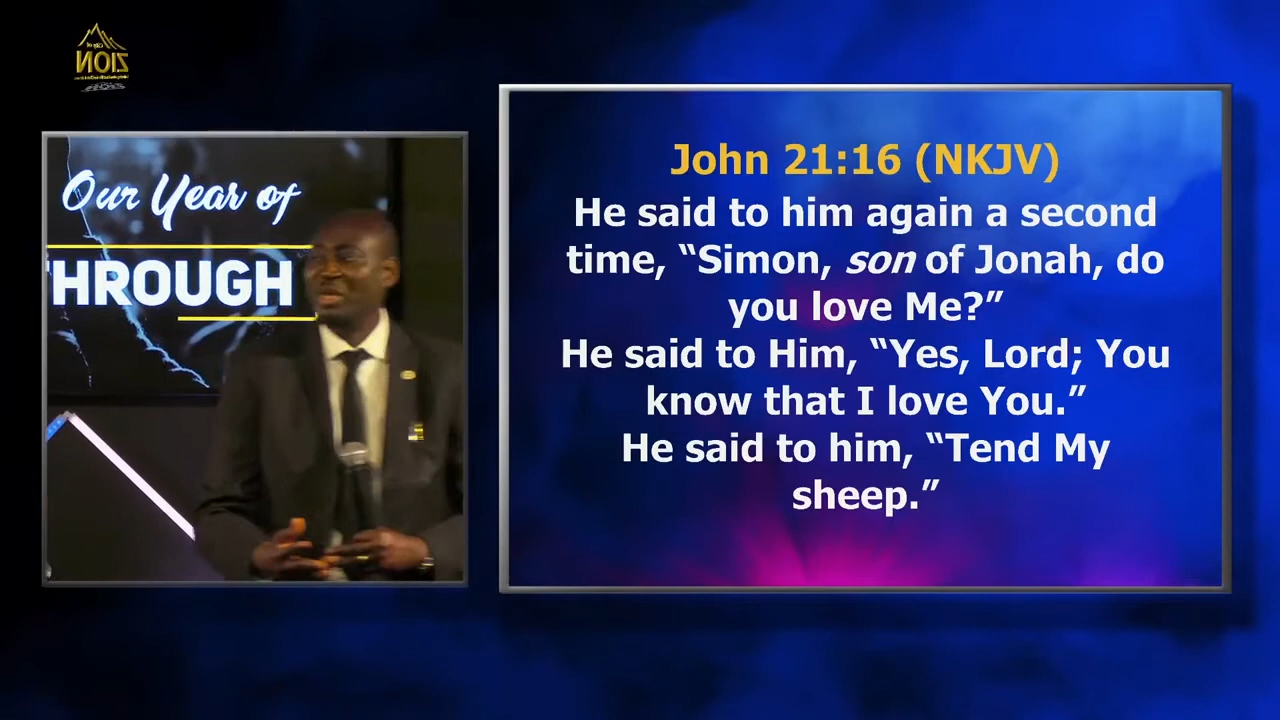 ZION
Our Year of
THROUGH
John 21:16 (NKJV)
He said to him again a second
time, “Simon, son of Jonah, do
you love Me?”
He said to Him, “Yes, Lord; You
know that I love You.”
He said to him, “Tend My
sheep.”